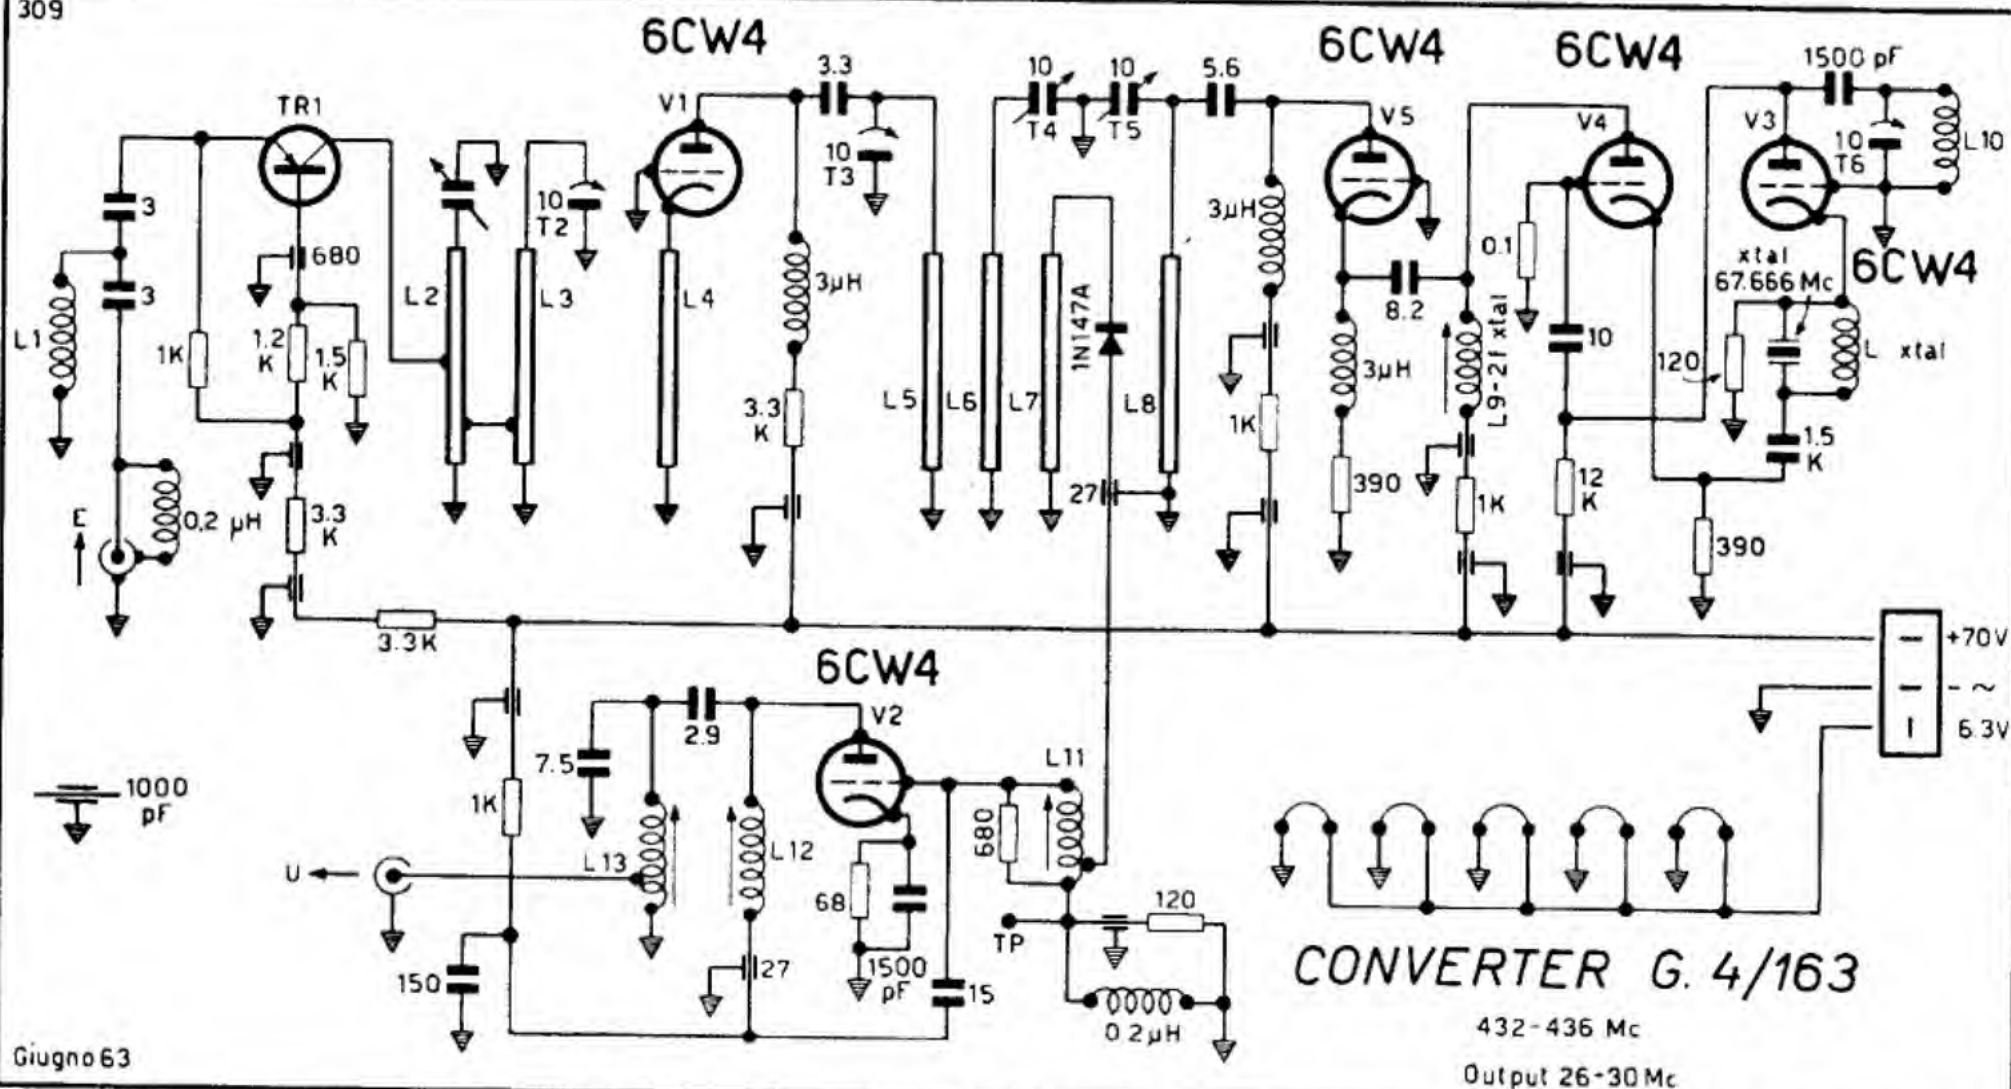 309
6CW4
6CW4
6CW4
TR1
V1
3.3
10
T3
10
T4
10
T5
5.6
V5
V4
V3
1500 pF
10
T6
L10
3
3
680
L1
1K
1.2
K
1.5
K
L2
L3
10
T2
L4
3µH
3.3
K
L5
L6
L7
1N147A
L8
27
3µH
1K
8.2
3µH
390
L9-2f xtal
1K
0.1
10
12
K
xtal
67.666 Mc
6CW4
120
L xtal
1.5
K
390
E
0,2 µH
3.3
K
3.3K
+70V
- ~
6.3V
6CW4
V2
2.9
7.5
L13
L12
1K
U
150
27
68
1500
pF
15
680
L11
TP
120
0.2µH
1000
pF
CONVERTER G. 4/163
432-436 Mc
Output 26-30 Mc
Giugno63